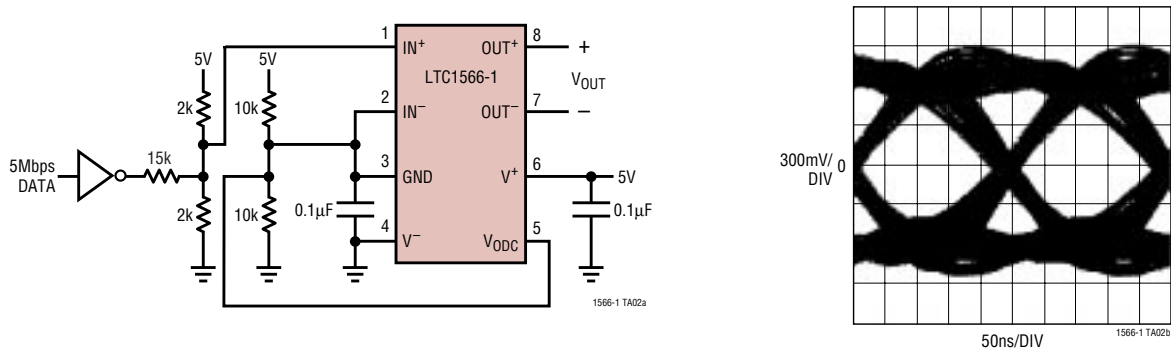 1
IN+
OUT+
8
+
5V
5V
LTC1566-1
VOUT
2k
10k
2
IN–
OUT–
7
–
5Mbps
DATA
15k
3
GND
V+
6
5V
2k
10k
0.1µF
0.1µF
4
V–
VODC
5
1566-1 TA02a
300mV/
DIV
0
50ns/DIV
1566-1 TA02b